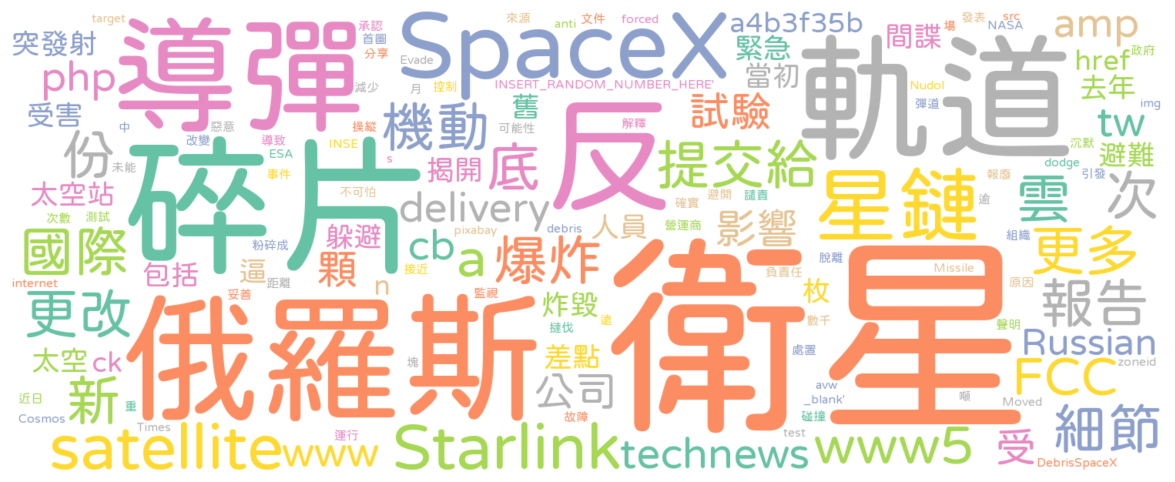 target
來源
anti
文件
forced
發表
src
場
NASA
承認
首圖
分享
突發射
導彈
Evade
SpaceX
a4b3f35b
間諜
amp
政府
緊急
href
php
減少
月
控制
INSERT_RANDOM_NUMBER_HERE'
當初
軌道
Nudol
彈道
去年
img
受害
中
惡意
操縱
機動
舊
反
解釋
試驗
tw
沉默
份
改變
導致
INSE
可能性
避難
未能
ESA
s
碎片
揭開
底
提交給
dodge
引發
太空站
事件
不可怕
確實
避開
譴責
星鏈
報廢
逾
雲
次
次數
測試
delivery
pixabay
debris
人員
營運商
影響
組織
國際
粉碎成
躲避
cb
a
爆炸
脫離
更多
包括
逼
距離
顆
接近
負責任
Missile
internet
妥善
n
監視
炸毀
遠
枚
原因
更改
俄羅斯
衛星
報告
撻伐
數千
聲明
太空
ck
塊
差點
處置
Russian
zoneid
近日
新
重
公司
avw
FCC
Cosmos
Times
故障
_blank'
碰撞
Moved
噸
細節
satellite
www
運行
Starlink
technews
test
www5
受
DebrisSpaceX